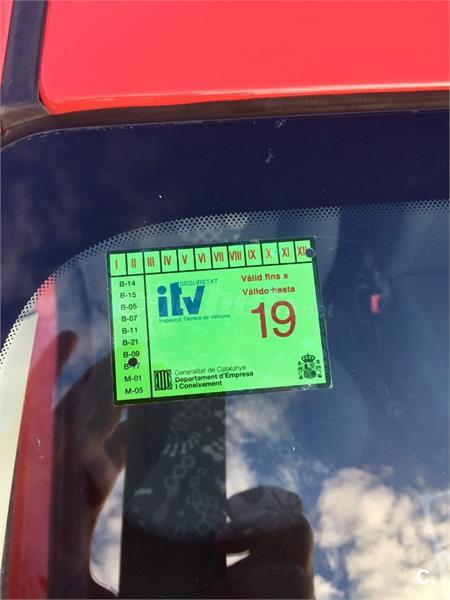 I II III IV V VI VII VIII IX X XI XII
B-14
B-15
B-05
B-07
B-11
B-21
B-09
M-01
M-05
SEGURETAT
itv
Inspecció Tècnica de Vehicles
Vàlid fins a
Válido hasta
19
Generalitat de Catalunya
Departament d'Empresa
i Coneixement
C